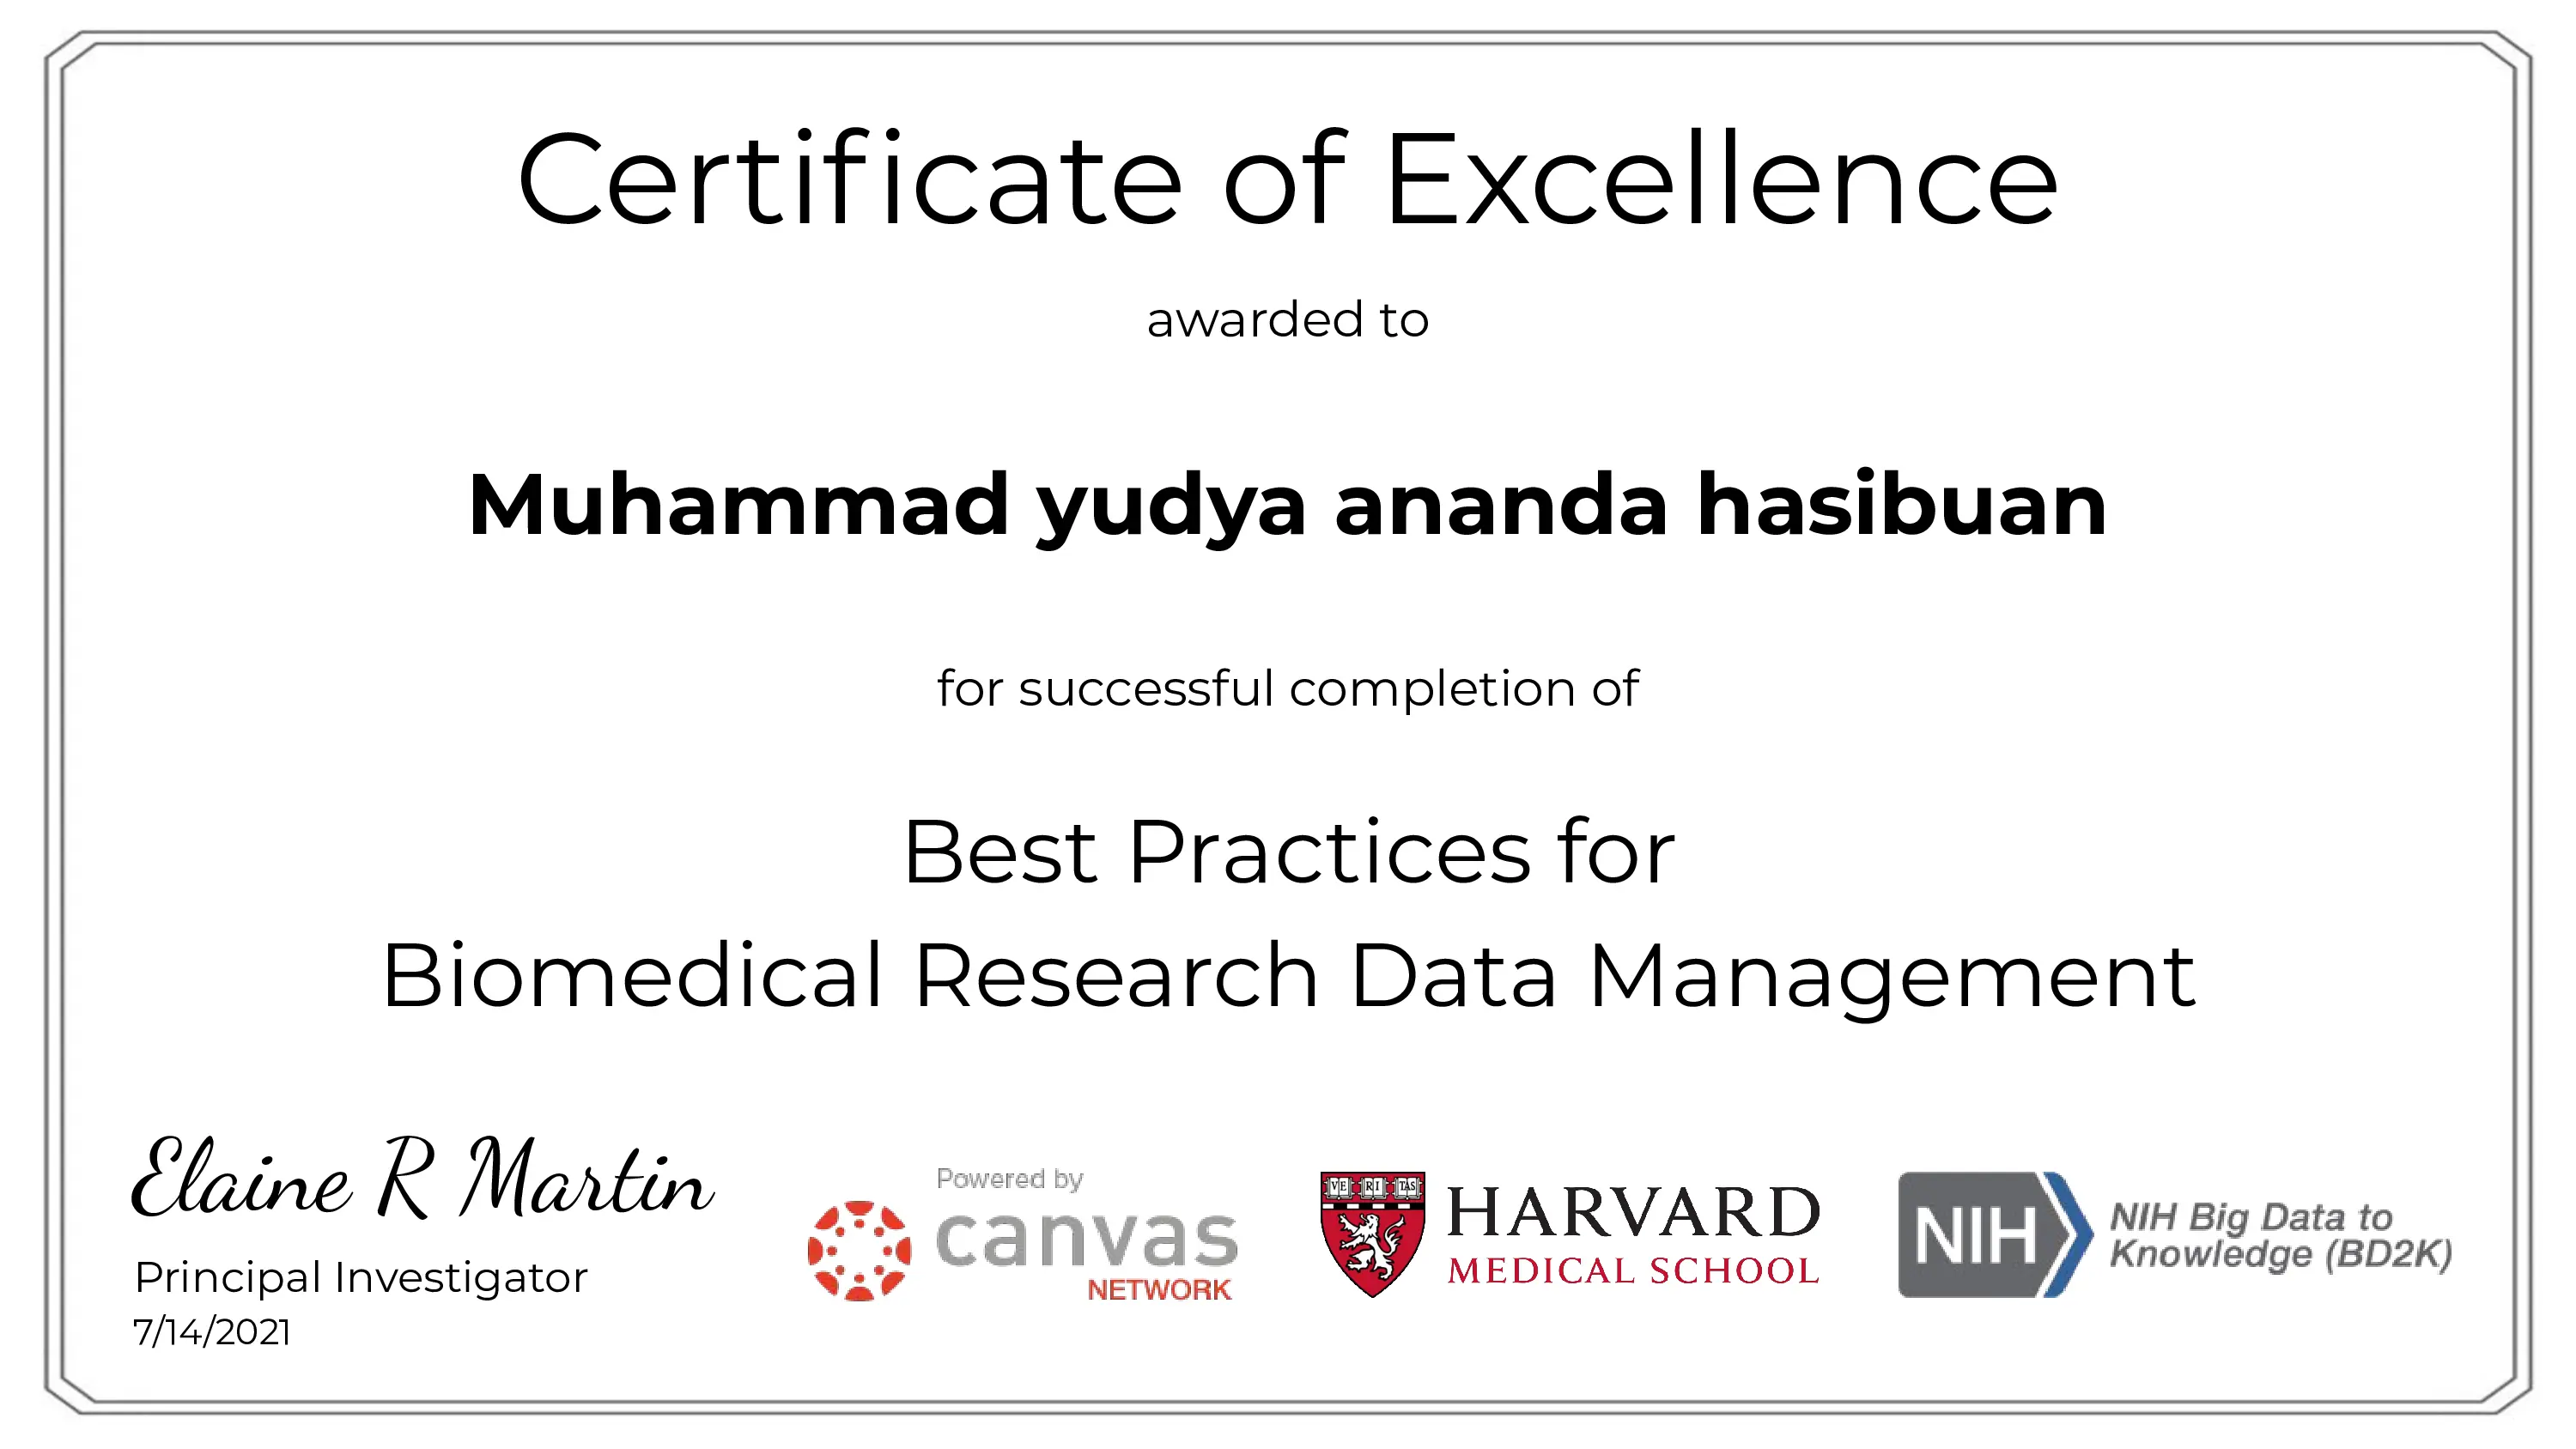 Certificate of Excellence
awarded to
Muhammad yudya ananda hasibuan
for successful completion of
Best Practices for
Biomedical Research Data Management
Elaine R Martin
Principal Investigator
7/14/2021
Powered by
canvas
NETWORK
VE RI TAS
HARVARD
MEDICAL SCHOOL
NIH
NIH Big Data to
Knowledge (BD2K)